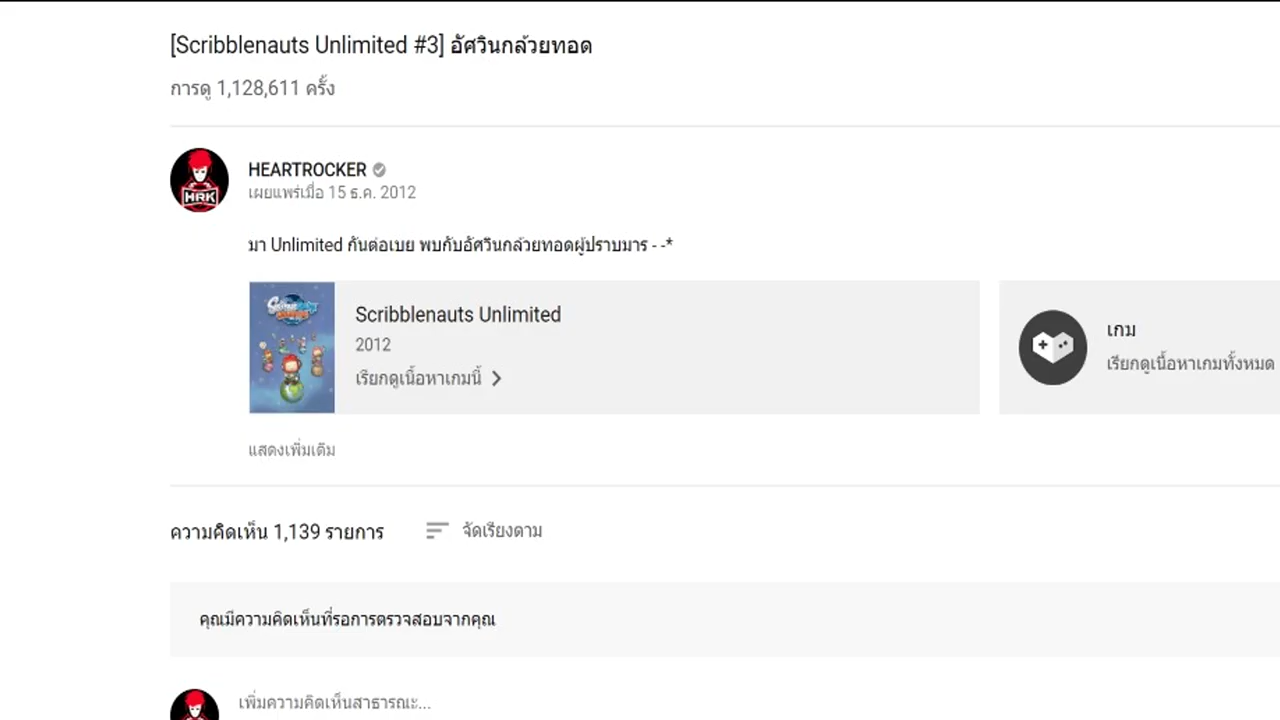 [Scribblenauts Unlimited #3] อัศวินกล้วยทอด
การดู 1,128,611 ครั้ง
HEARTROCKER
HRK
เผยแพร่เมื่อ 15 ธ.ค. 2012
มา Unlimited กันต่อเบย พบกับอัศวินกล้วยทอดผู้ปราบมาร - -*
Scribblenauts Unlimited
2012
เรียกดูเนื้อหาเกมนี้
เกม
เรียกดูเนื้อหาเกมทั้งหมด
แสดงเพิ่มเติม
ความคิดเห็น 1,139 รายการ
จัดเรียงตาม
คุณมีความคิดเห็นที่รอการตรวจสอบจากคุณ
เพิ่มความคิดเห็นสาธารณะ...